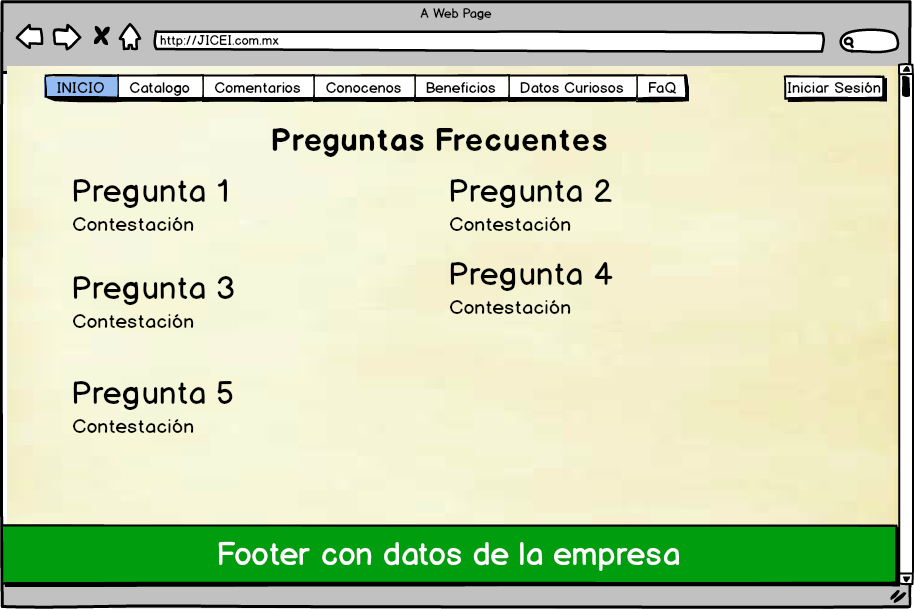 A Web Page
http://JICEI.com.mx
INICIO Catalogo Comentarios Conocenos Beneficios Datos Curiosos FaQ Iniciar Sesión
Preguntas Frecuentes
Pregunta 1
Contestación
Pregunta 2
Contestación
Pregunta 3
Contestación
Pregunta 4
Contestación
Pregunta 5
Contestación
Footer con datos de la empresa